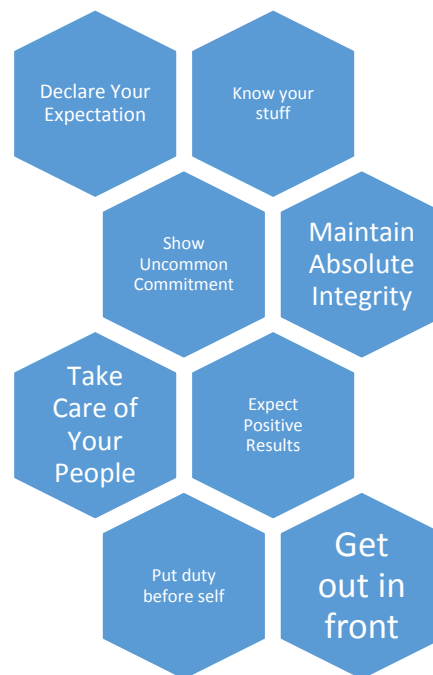 Declare Your
Expectation
Know your
stuff
Show
Uncommon
Commitment
Maintain
Absolute
Integrity
Take
Care of
Your
People
Expect
Positive
Results
Put duty
before self
Get
out in
front